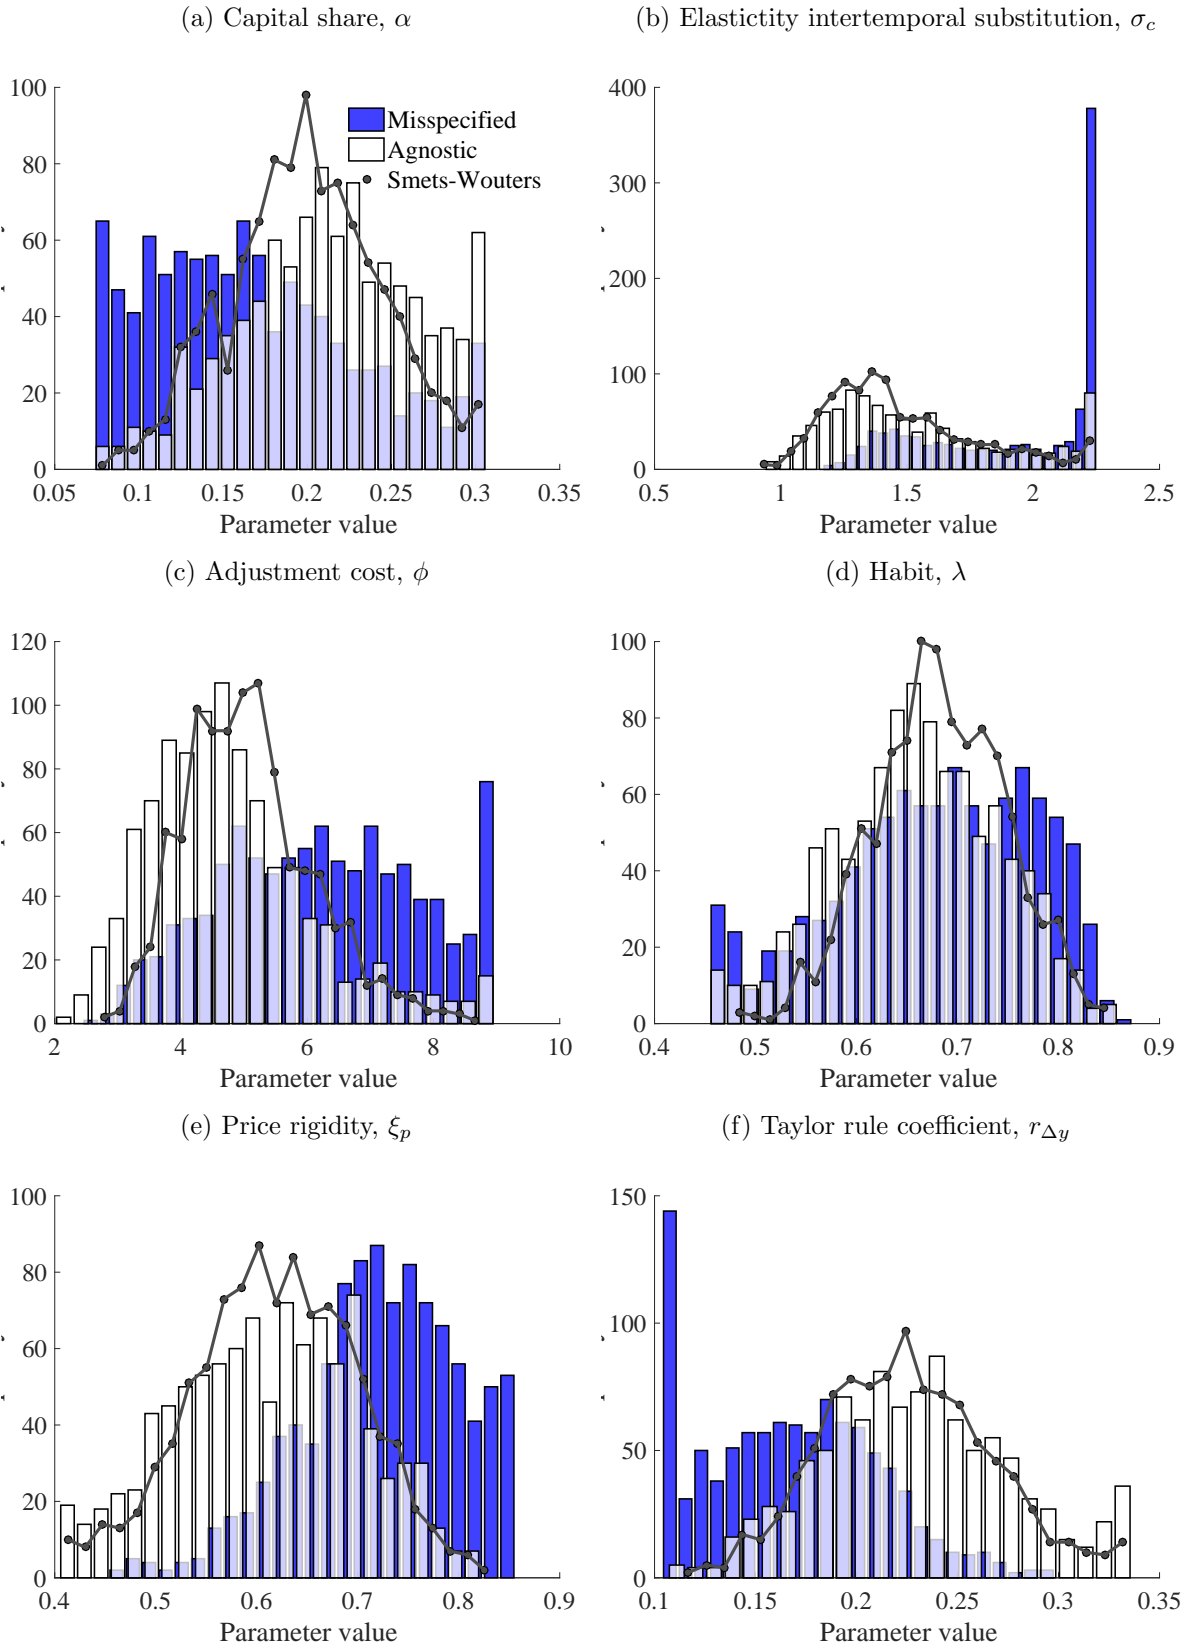 (a) Capital share, α
100
80
60
40
20
0
0.05 0.1 0.15 0.2 0.25 0.3 0.35
Parameter value
Misspecified
Agnostic
Smets-Wouters
(b) Elastictity intertemporal substitution, σc
400
300
200
100
0
0.5 1 1.5 2 2.5
Parameter value
(c) Adjustment cost, ϕ
120
100
80
60
40
20
0
2 4 6 8 10
Parameter value
(d) Habit, λ
100
80
60
40
20
0
0.4 0.5 0.6 0.7 0.8 0.9
Parameter value
(e) Price rigidity, ξp
100
80
60
40
20
0
0.4 0.5 0.6 0.7 0.8 0.9
Parameter value
(f) Taylor rule coefficient, rΔy
150
100
50
0
0.1 0.15 0.2 0.25 0.3 0.35
Parameter value